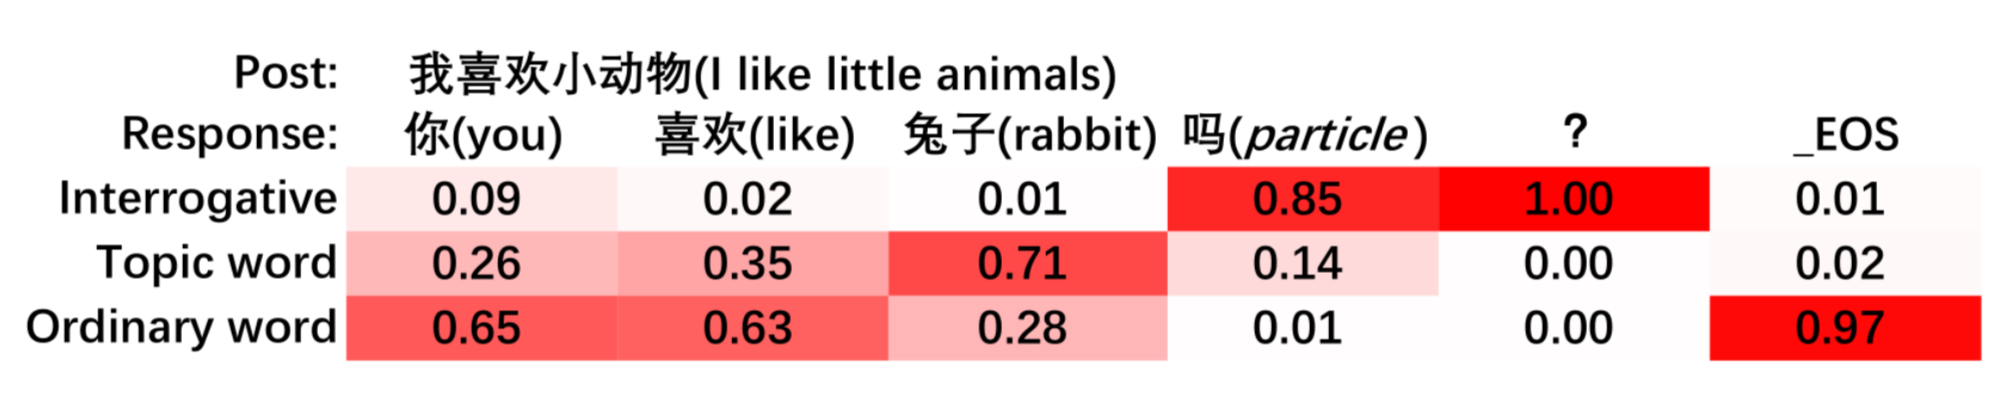 Post: 我喜欢小动物(I like little animals)
Response: 你(you) 喜欢(like) 兔子(rabbit) 吗(particle) ? _EOS
Interrogative 0.09 0.02 0.01 0.85 1.00 0.01
Topic word 0.26 0.35 0.71 0.14 0.00 0.02
Ordinary word 0.65 0.63 0.28 0.01 0.00 0.97